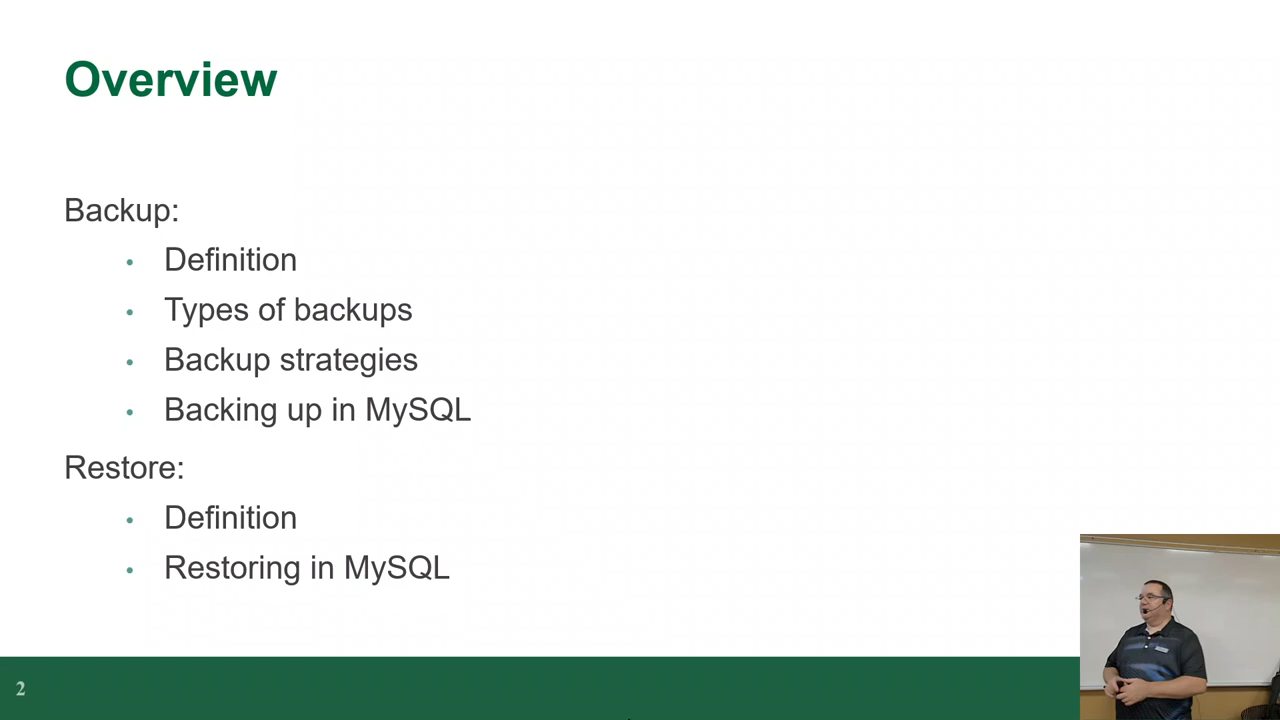 Overview
Backup:
• Definition
• Types of backups
• Backup strategies
• Backing up in MySQL
Restore:
• Definition
• Restoring in MySQL
2